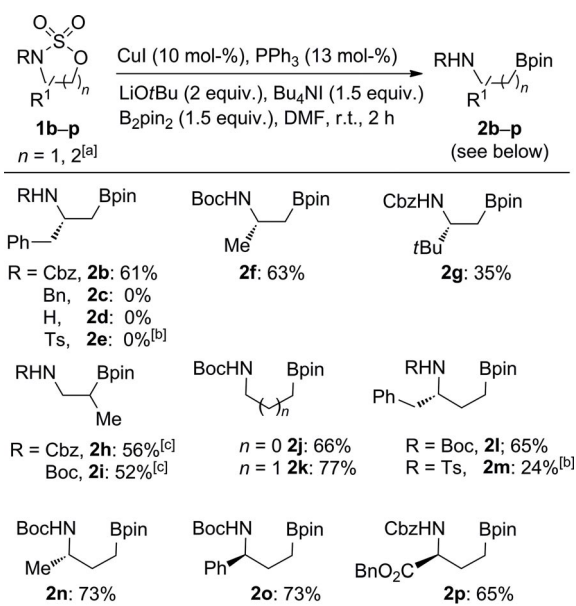 O O
RN S O
R¹ ( )n
1b–p
n = 1, 2[a]
CuI (10 mol-%), PPh₃ (13 mol-%)
LiOtBu (2 equiv.), Bu₄NI (1.5 equiv.)
B₂pin₂ (1.5 equiv.), DMF, r.t., 2 h
RHN Bpin
R¹ ( )n
2b–p
(see below)
RHN Bpin
Ph
R = Cbz, 2b: 61%
Bn, 2c: 0%
H, 2d: 0%
Ts, 2e: 0%[b]
BocHN Bpin
Me
2f: 63%
CbzHN Bpin
tBu
2g: 35%
RHN Bpin
Me
R = Cbz, 2h: 56%[c]
Boc, 2i: 52%[c]
BocHN Bpin
( )n
n = 0 2j: 66%
n = 1 2k: 77%
RHN Bpin
Ph
R = Boc, 2l; 65%
R = Ts, 2m: 24%[b]
BocHN Bpin
Me
2n: 73%
BocHN Bpin
Ph
2o: 73%
CbzHN Bpin
BnO₂C
2p: 65%